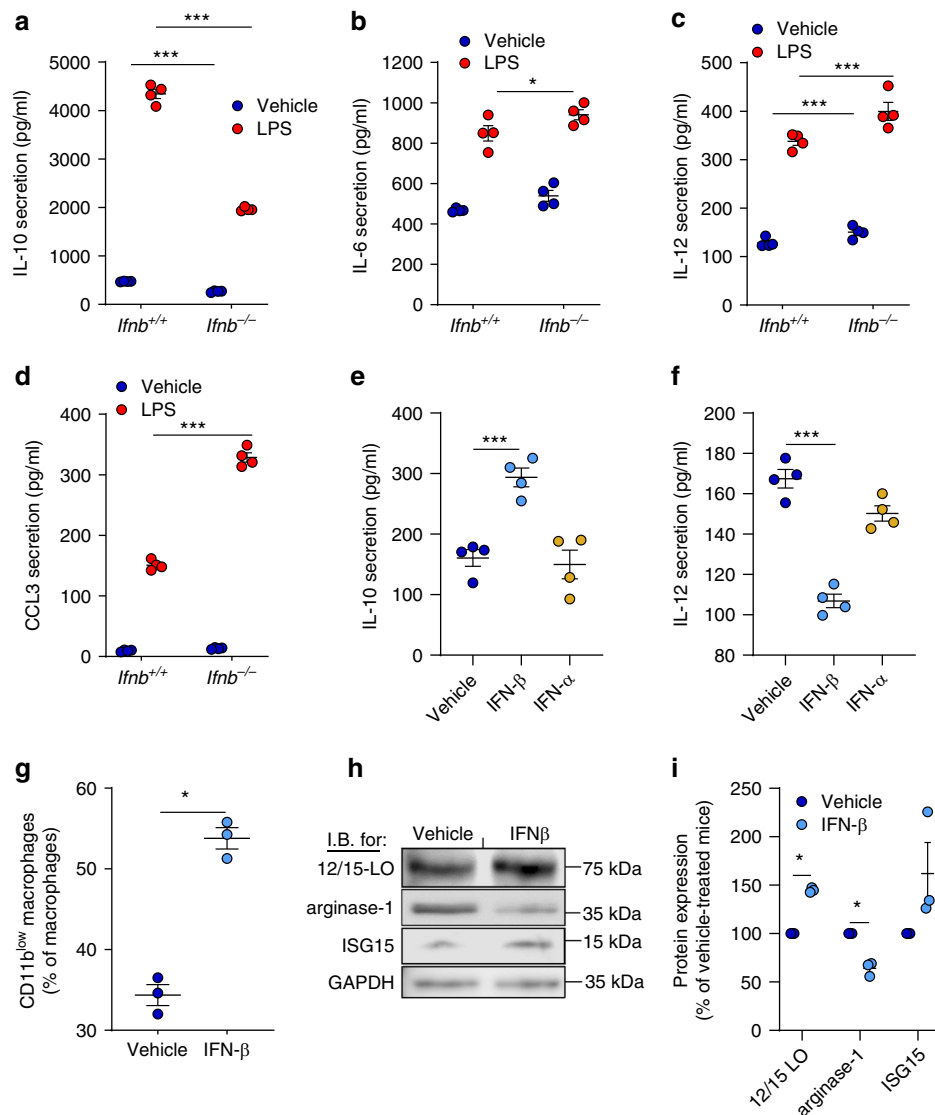 a
***
***
IL-10 secretion (pg/ml)
5000
4000
3000
2000
1000
0
Vehicle
LPS
Ifnb+/+
Ifnb−/−
b
Vehicle
LPS
*
IL-6 secretion (pg/ml)
1200
1000
800
600
400
200
0
Ifnb+/+
Ifnb−/−
c
Vehicle
LPS
***
***
IL-12 secretion (pg/ml)
500
400
300
200
100
0
Ifnb+/+
Ifnb−/−
d
Vehicle
LPS
***
CCL3 secretion (pg/ml)
400
300
200
100
0
Ifnb+/+
Ifnb−/−
e
***
IL-10 secretion (pg/ml)
400
300
200
100
0
Vehicle
IFN-β
IFN-α
f
***
IL-12 secretion (pg/ml)
200
180
160
140
120
100
80
Vehicle
IFN-β
IFN-α
g
*
CD11blow macrophages
(% of macrophages)
60
50
40
30
Vehicle
IFN-β
h
I.B. for:
Vehicle
IFNβ
12/15-LO
75 kDa
arginase-1
35 kDa
ISG15
15 kDa
GAPDH
35 kDa
i
Vehicle
IFN-β
*
*
Protein expression
(% of vehicle-treated mice)
250
200
150
100
50
0
12/15 LO
arginase-1
ISG15